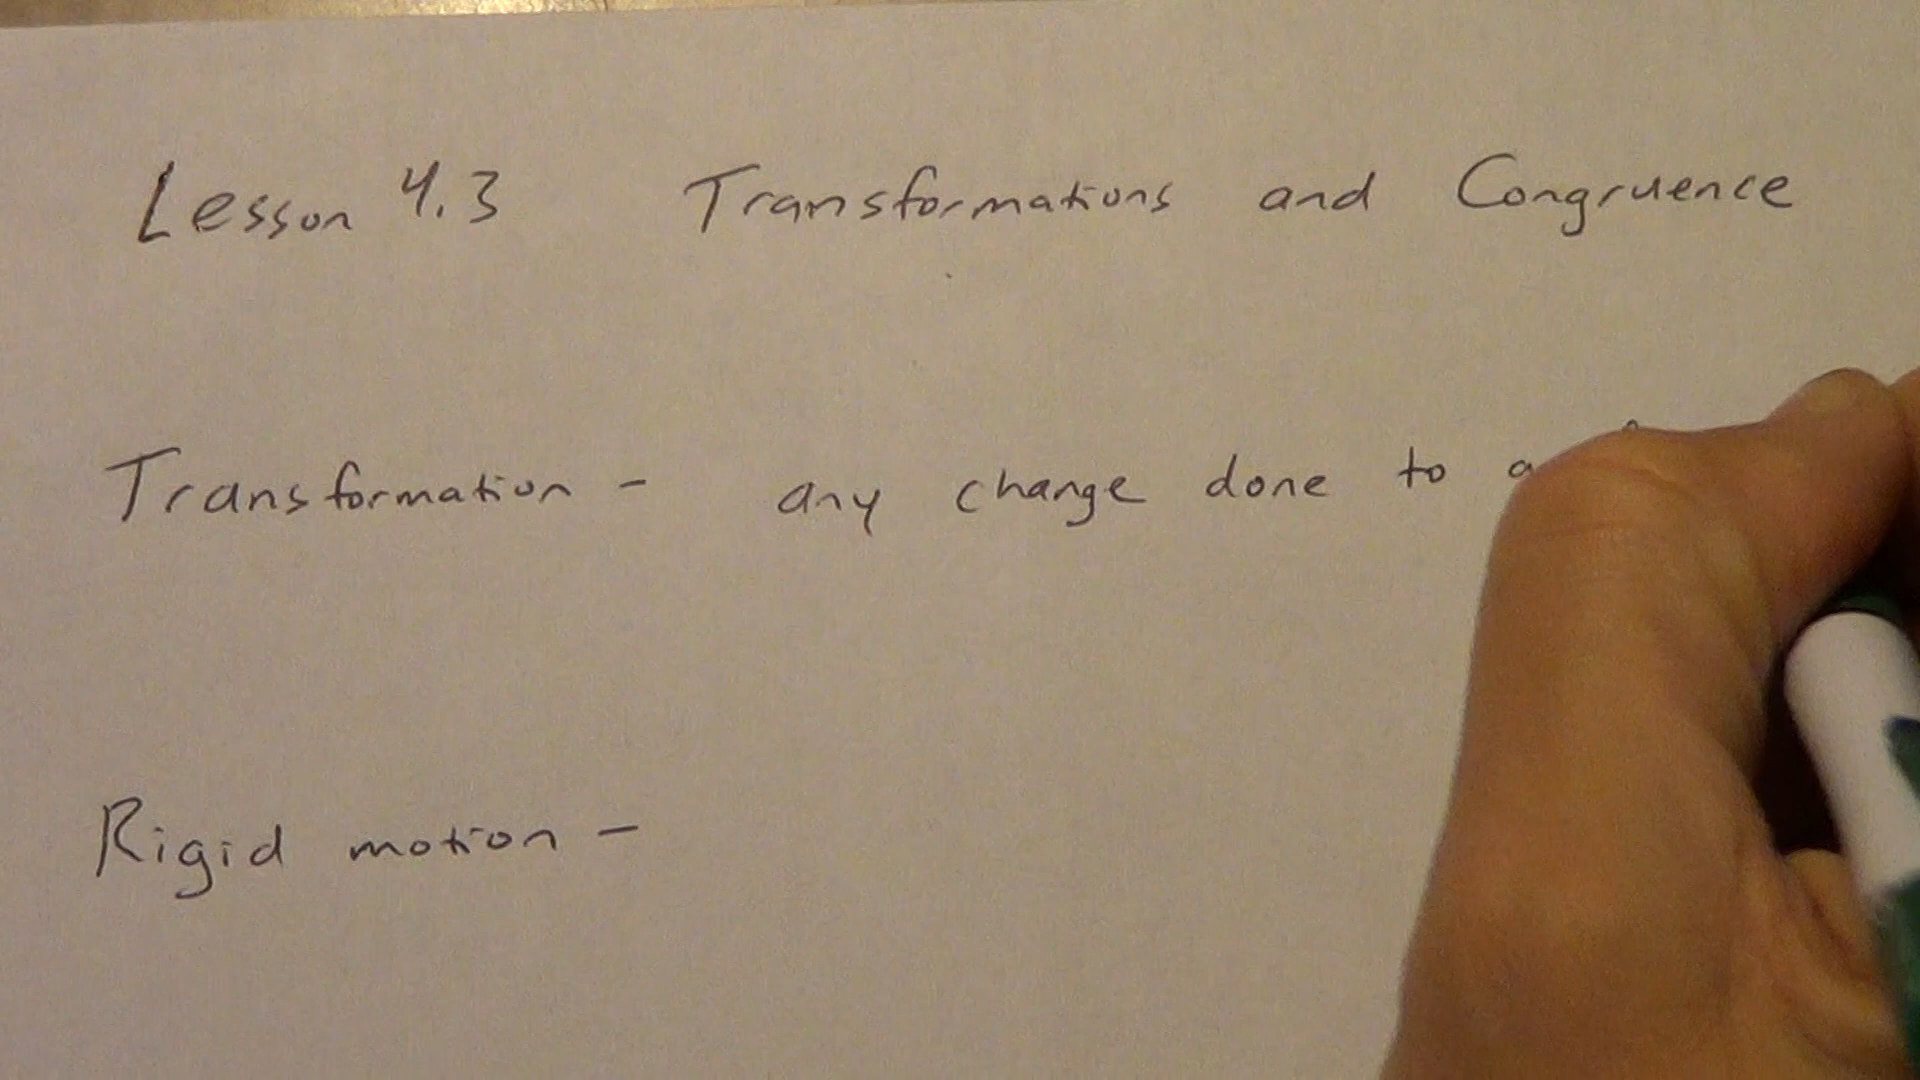 Lesson 4.3 Transformations and Congruence
Transformation - any change done to a
Rigid motion -